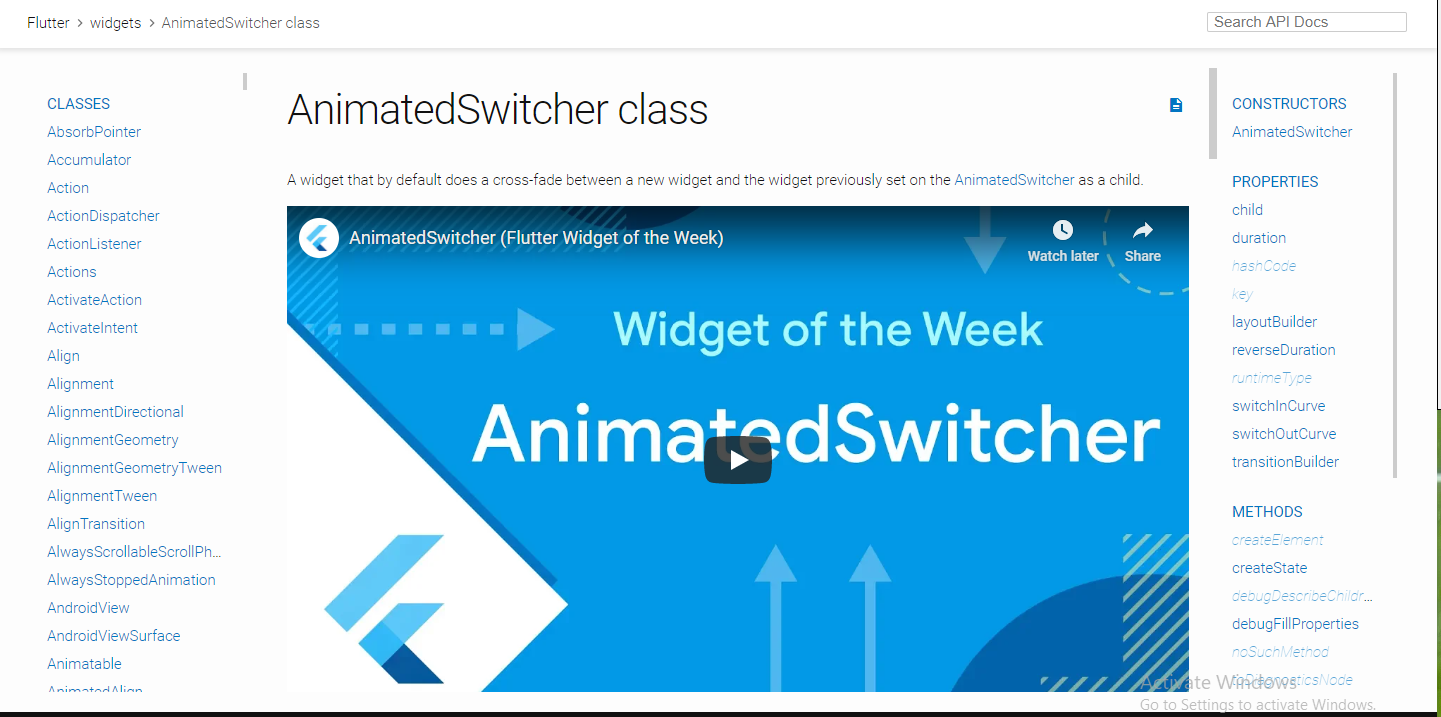 Flutter > widgets > AnimatedSwitcher class
Search API Docs
CLASSES
AbsorbPointer
Accumulator
Action
ActionDispatcher
ActionListener
Actions
ActivateAction
ActivateIntent
Align
Alignment
AlignmentDirectional
AlignmentGeometry
AlignmentGeometryTween
AlignmentTween
AlignTransition
AlwaysScrollableScrollPh...
AlwaysStoppedAnimation
AndroidView
AndroidViewSurface
Animatable
AnimatedAlign
AnimatedSwitcher class
A widget that by default does a cross-fade between a new widget and the widget previously set on the AnimatedSwitcher as a child.
AnimatedSwitcher (Flutter Widget of the Week)
Watch later
Share
Widget of the Week
AnimatedSwitcher
CONSTRUCTORS
AnimatedSwitcher
PROPERTIES
child
duration
hashCode
key
layoutBuilder
reverseDuration
runtimeType
switchInCurve
switchOutCurve
transitionBuilder
METHODS
createElement
createState
debugDescribeChildr...
debugFillProperties
noSuchMethod
toDiagnosticsNode
Activate Windows
Go to Settings to activate Windows.